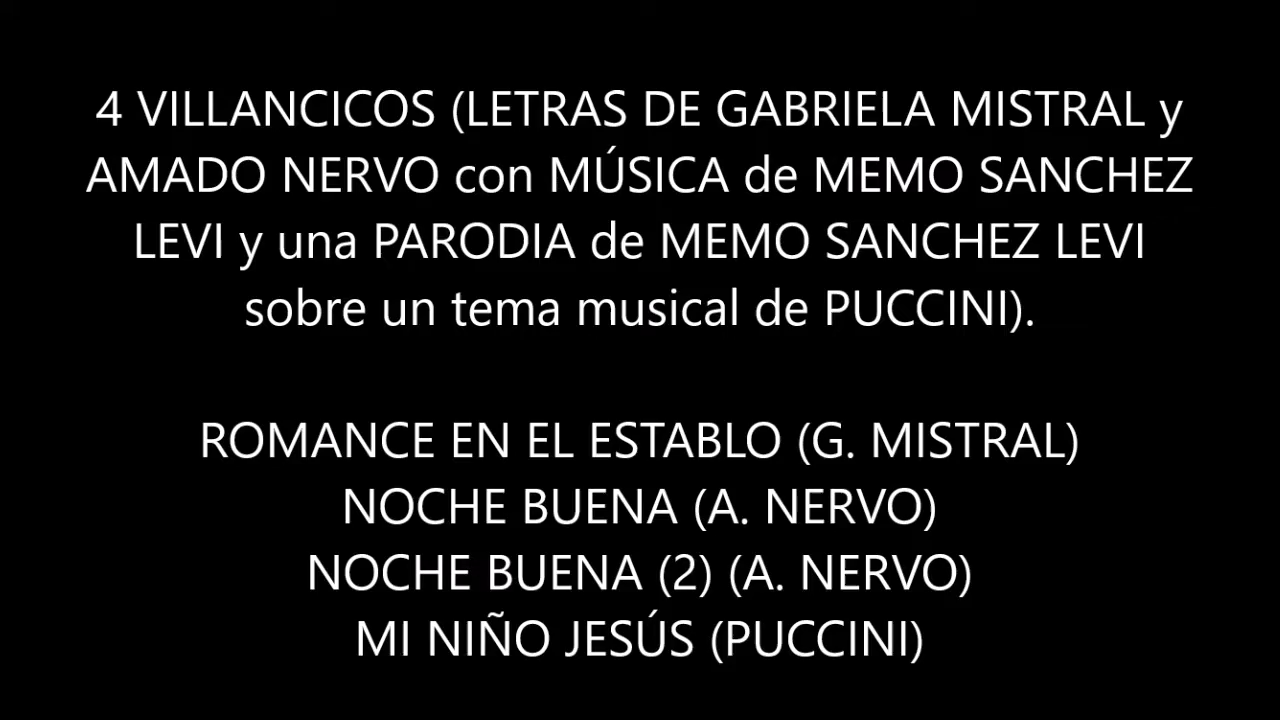 4 VILLANCICOS (LETRAS DE GABRIELA MISTRAL y
AMADO NERVO con MÚSICA de MEMO SANCHEZ
LEVI y una PARODIA de MEMO SANCHEZ LEVI
sobre un tema musical de PUCCINI).
ROMANCE EN EL ESTABLO (G. MISTRAL)
NOCHE BUENA (A. NERVO)
NOCHE BUENA (2) (A. NERVO)
MI NIÑO JESÚS (PUCCINI)